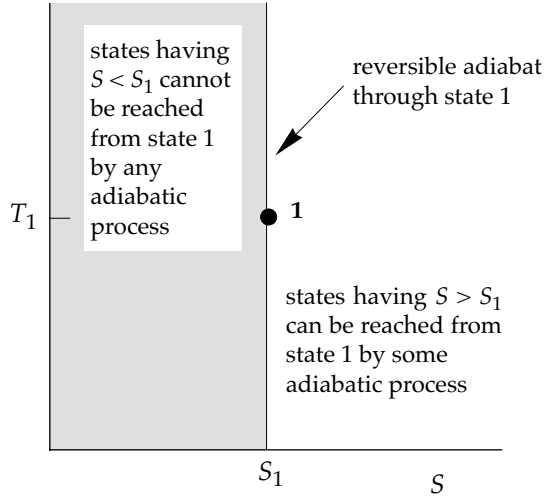 states having
S < S1 cannot
be reached
from state 1
by any
adiabatic
process
reversible adiabat
through state 1
T1
1
states having S > S1
can be reached from
state 1 by some
adiabatic process
S1
S